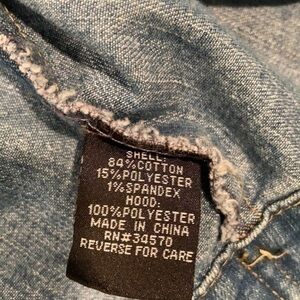 SHELL:
84%COTTON
15%POLYESTER
1%SPANDEX
HOOD:
100%POLYESTER
MADE IN CHINA
RN#34570
REVERSE FOR CARE